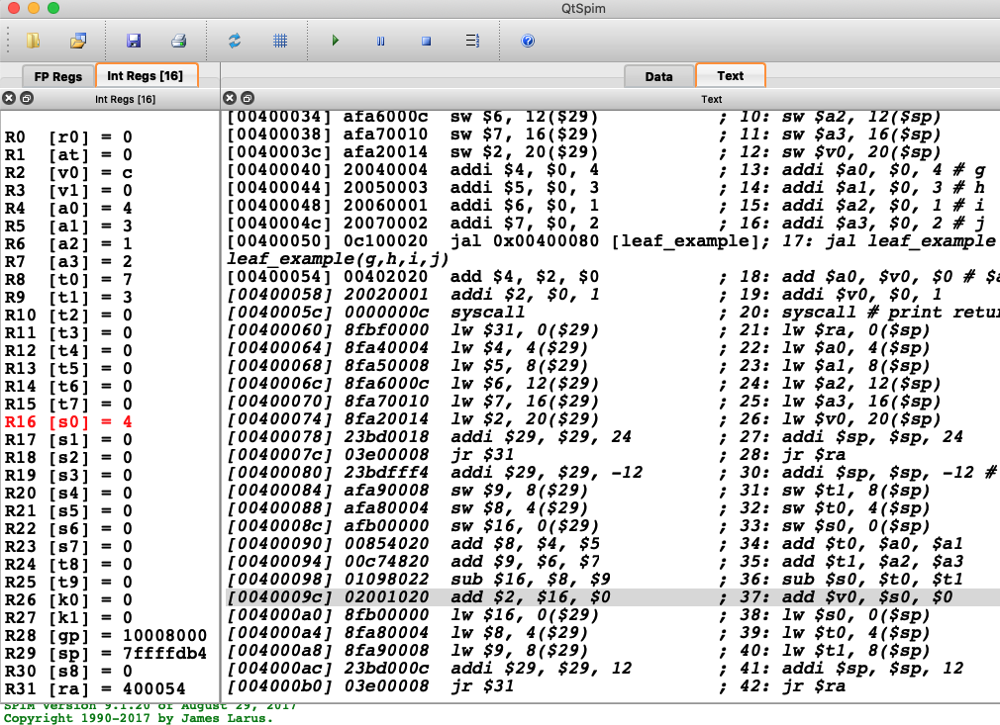 QtSpim
FP Regs
Int Regs [16]
Data
Text
Int Regs [16]
Text
R0 [r0] = 0
R1 [at] = 0
R2 [v0] = c
R3 [v1] = 0
R4 [a0] = 4
R5 [a1] = 3
R6 [a2] = 1
R7 [a3] = 2
R8 [t0] = 7
R9 [t1] = 3
R10 [t2] = 0
R11 [t3] = 0
R12 [t4] = 0
R13 [t5] = 0
R14 [t6] = 0
R15 [t7] = 0
R16 [s0] = 4
R17 [s1] = 0
R18 [s2] = 0
R19 [s3] = 0
R20 [s4] = 0
R21 [s5] = 0
R22 [s6] = 0
R23 [s7] = 0
R24 [t8] = 0
R25 [t9] = 0
R26 [k0] = 0
R27 [k1] = 0
R28 [gp] = 10008000
R29 [sp] = 7ffffdb4
R30 [s8] = 0
R31 [ra] = 400054
[00400034] afa6000c sw $6, 12($29) ; 10: sw $a2, 12($sp)
[00400038] afa70010 sw $7, 16($29) ; 11: sw $a3, 16($sp)
[0040003c] afa20014 sw $2, 20($29) ; 12: sw $v0, 20($sp)
[00400040] 20040004 addi $4, $0, 4 ; 13: addi $a0, $0, 4 # g
[00400044] 20050003 addi $5, $0, 3 ; 14: addi $a1, $0, 3 # h
[00400048] 20060001 addi $6, $0, 1 ; 15: addi $a2, $0, 1 # i
[0040004c] 20070002 addi $7, $0, 2 ; 16: addi $a3, $0, 2 # j
[00400050] 0c100020 jal 0x00400080 [leaf_example]; 17: jal leaf_example
leaf_example(g,h,i,j)
[00400054] 00402020 add $4, $2, $0 ; 18: add $a0, $v0, $0 # $a
[00400058] 20020001 addi $2, $0, 1 ; 19: addi $v0, $0, 1
[0040005c] 0000000c syscall ; 20: syscall # print retu
[00400060] 8fbf0000 lw $31, 0($29) ; 21: lw $ra, 0($sp)
[00400064] 8fa40004 lw $4, 4($29) ; 22: lw $a0, 4($sp)
[00400068] 8fa50008 lw $5, 8($29) ; 23: lw $a1, 8($sp)
[0040006c] 8fa6000c lw $6, 12($29) ; 24: lw $a2, 12($sp)
[00400070] 8fa70010 lw $7, 16($29) ; 25: lw $a3, 16($sp)
[00400074] 8fa20014 lw $2, 20($29) ; 26: lw $v0, 20($sp)
[00400078] 23bd0018 addi $29, $29, 24 ; 27: addi $sp, $sp, 24
[0040007c] 03e00008 jr $31 ; 28: jr $ra
[00400080] 23bdfff4 addi $29, $29, -12 ; 30: addi $sp, $sp, -12 #
[00400084] afa90008 sw $9, 8($29) ; 31: sw $t1, 8($sp)
[00400088] afa80004 sw $8, 4($29) ; 32: sw $t0, 4($sp)
[0040008c] afb00000 sw $16, 0($29) ; 33: sw $s0, 0($sp)
[00400090] 00854020 add $8, $4, $5 ; 34: add $t0, $a0, $a1
[00400094] 00c74820 add $9, $6, $7 ; 35: add $t1, $a2, $a3
[00400098] 01098022 sub $16, $8, $9 ; 36: sub $s0, $t0, $t1
[0040009c] 02001020 add $2, $16, $0 ; 37: add $v0, $s0, $0
[004000a0] 8fb00000 lw $16, 0($29) ; 38: lw $s0, 0($sp)
[004000a4] 8fa80004 lw $8, 4($29) ; 39: lw $t0, 4($sp)
[004000a8] 8fa90008 lw $9, 8($29) ; 40: lw $t1, 8($sp)
[004000ac] 23bd000c addi $29, $29, 12 ; 41: addi $sp, $sp, 12
[004000b0] 03e00008 jr $31 ; 42: jr $ra
SPIM Version 9.1.20 of August 29, 2017
Copyright 1990-2017 by James Larus.